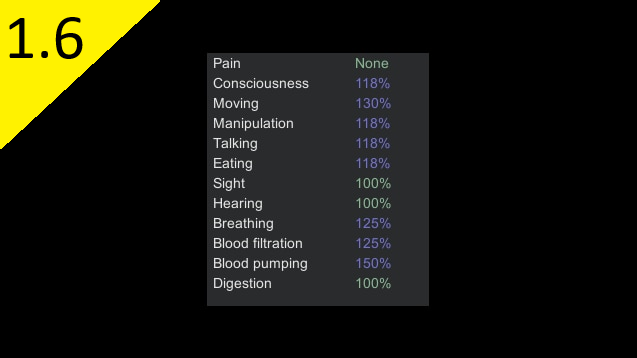 1.6
Pain None
Consciousness 118%
Moving 130%
Manipulation 118%
Talking 118%
Eating 118%
Sight 100%
Hearing 100%
Breathing 125%
Blood filtration 125%
Blood pumping 150%
Digestion 100%